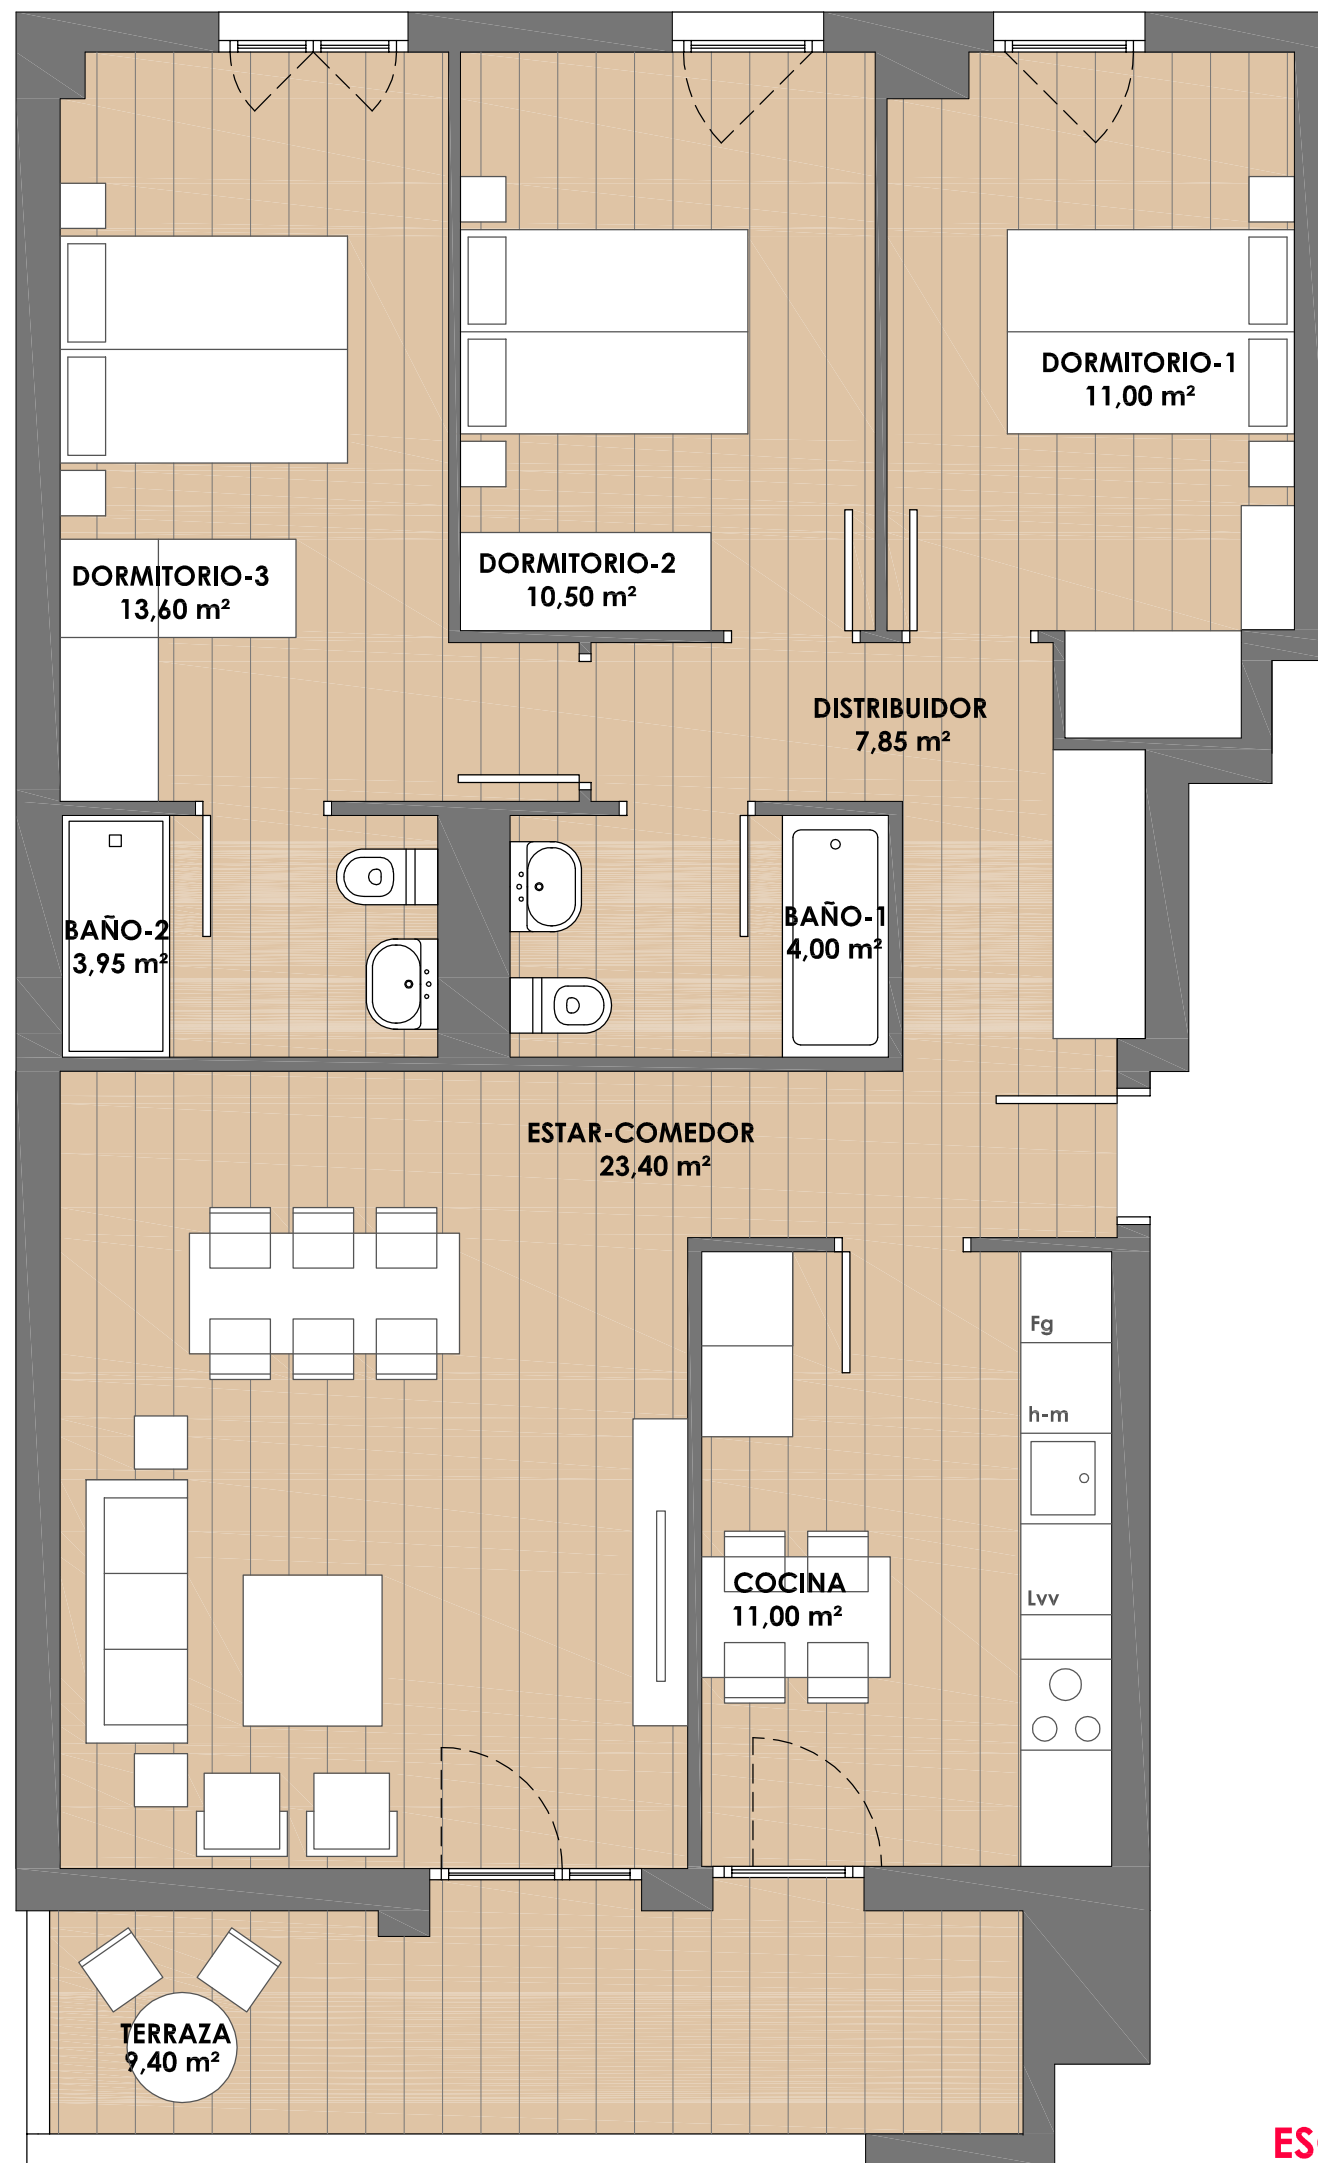 DORMITORIO-1
11,00 m²
DORMITORIO-2
10,50 m²
DORMITORIO-3
13,60 m²
DISTRIBUIDOR
7,85 m²
BAÑO-2
3,95 m²
BAÑO-1
4,00 m²
ESTAR-COMEDOR
23,40 m²
Fg
h-m
Lvv
COCINA
11,00 m²
TERRAZA
9,40 m²